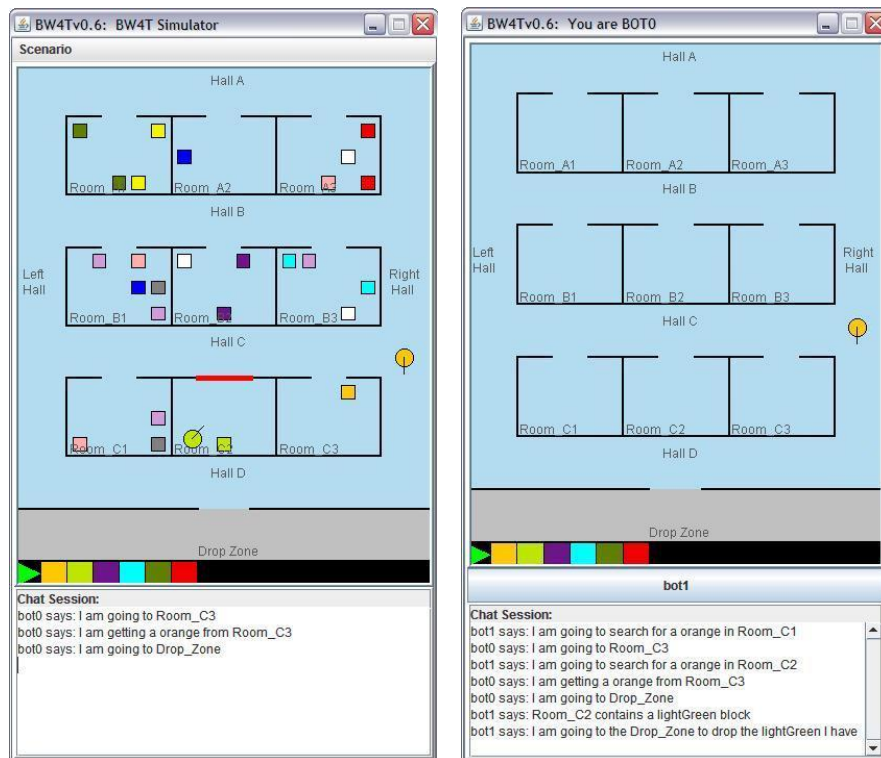 BW4Tv0.6: BW4T Simulator
Scenario
Hall A
Room_A2
Room_A3
Hall B
Left
Hall
Right
Hall
Room_B1
Room_B2
Room_B3
Hall C
Room_C1
Room_C2
Room_C3
Hall D
Drop Zone
Chat Session:
bot0 says: I am going to Room_C3
bot0 says: I am getting a orange from Room_C3
bot0 says: I am going to Drop_Zone
BW4Tv0.6: You are BOT0
Hall A
Room_A1
Room_A2
Room_A3
Hall B
Left
Hall
Right
Hall
Room_B1
Room_B2
Room_B3
Hall C
Room_C1
Room_C2
Room_C3
Hall D
Drop Zone
bot1
Chat Session:
bot1 says: I am going to search for a orange in Room_C1
bot0 says: I am going to Room_C3
bot1 says: I am going to search for a orange in Room_C2
bot0 says: I am getting a orange from Room_C3
bot0 says: I am going to Drop_Zone
bot1 says: Room_C2 contains a lightGreen block
bot1 says: I am going to the Drop_Zone to drop the lightGreen I have